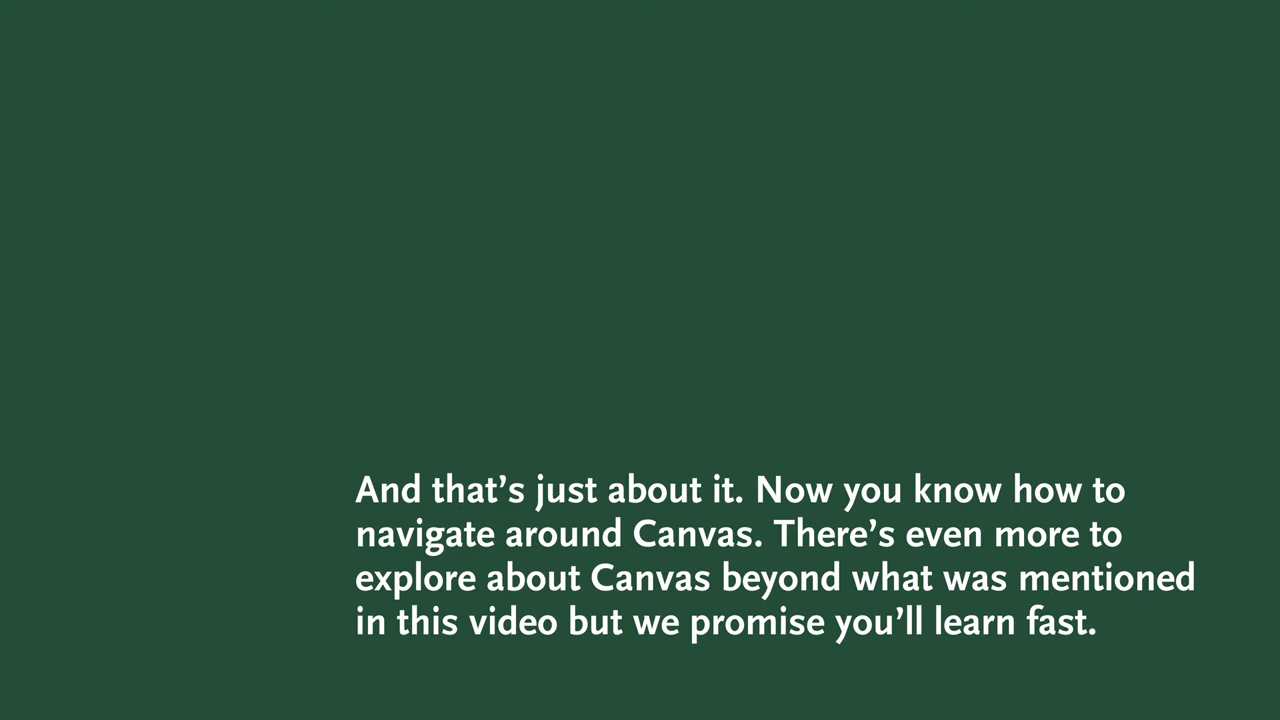 And that’s just about it. Now you know how to
navigate around Canvas. There’s even more to
explore about Canvas beyond what was mentioned
in this video but we promise you’ll learn fast.